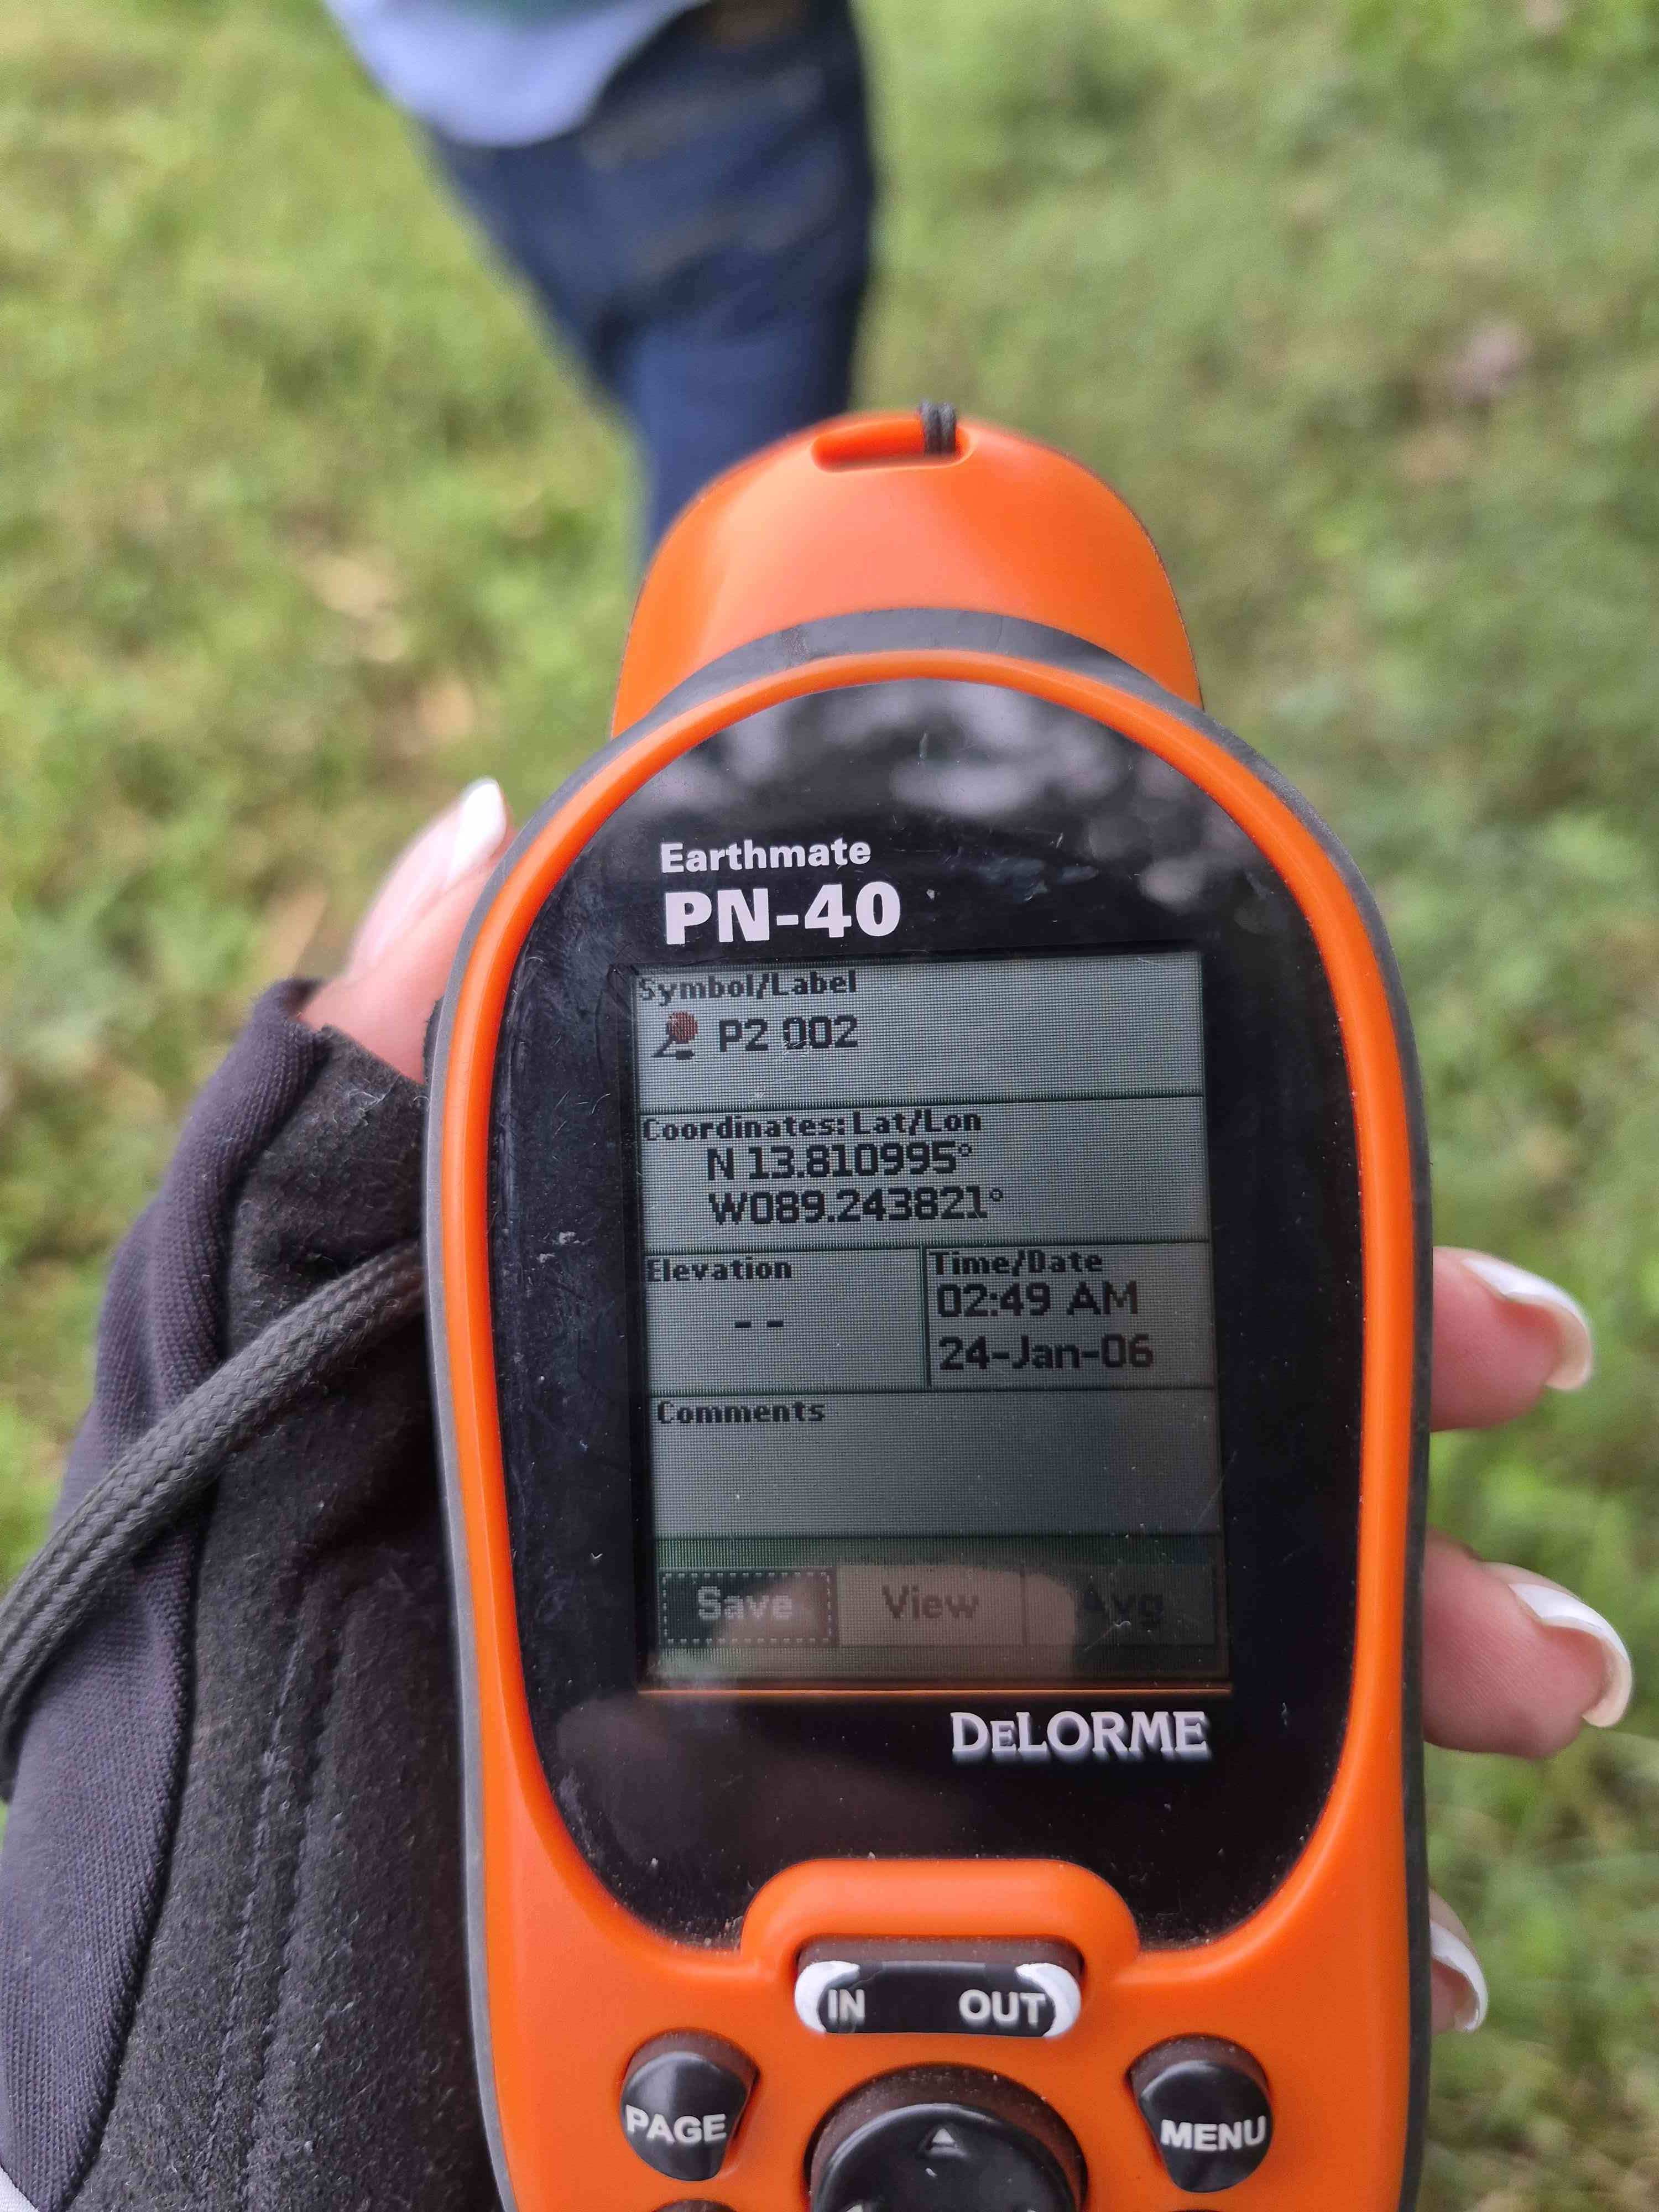 Earthmate
PN-40
Symbol/Label
P2 002
Coordinates: Lat/Lon
N 13.810995°
W089.243821°
Elevation
--
Time/Date
02:49 AM
24-Jan-06
Comments
Save View Avg
DeLORME
IN OUT
PAGE MENU